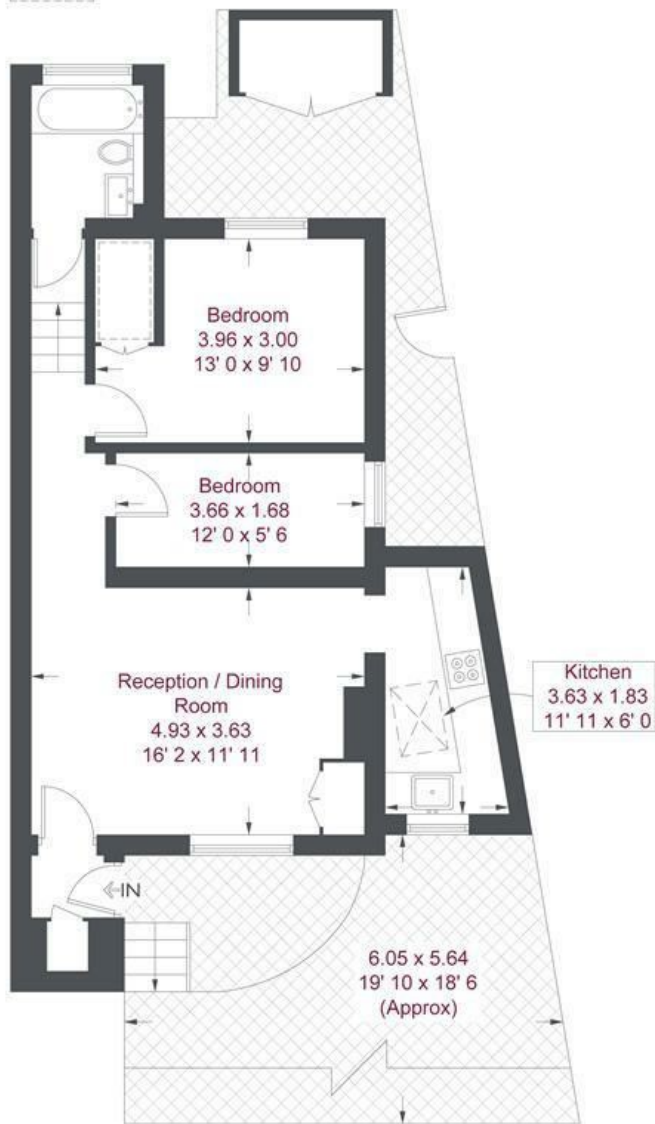 Bedroom
3.96 x 3.00
13' 0 x 9' 10
Bedroom
3.66 x 1.68
12' 0 x 5' 6
Reception / Dining
Room
4.93 x 3.63
16' 2 x 11' 11
Kitchen
3.63 x 1.83
11' 11 x 6' 0
IN
6.05 x 5.64
19' 10 x 18' 6
(Approx)